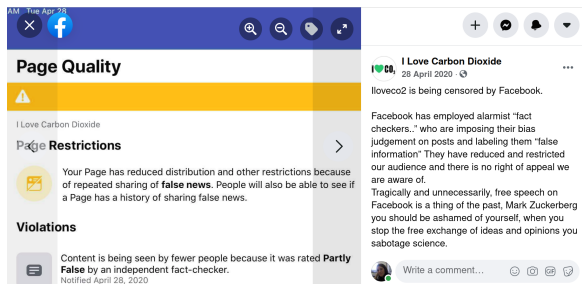 AM Tue Apr 28
Page Quality
I Love Carbon Dioxide
Page Restrictions
Your Page has reduced distribution and other restrictions because
of repeated sharing of false news. People will also be able to see if
a Page has a history of sharing false news.
Violations
Content is being seen by fewer people because it was rated Partly
False by an independent fact-checker.
Notified April 28, 2020
I CO₂
I Love Carbon Dioxide
28 April 2020 ·
Iloveco2 is being censored by Facebook.
Facebook has employed alarmist “fact
checkers..” who are imposing their bias
judgement on posts and labeling them “false
information” They have reduced and restricted
our audience and there is no right of appeal we
are aware of.
Tragically and unnecessarily, free speech on
Facebook is a thing of the past, Mark Zuckerberg
you should be ashamed of yourself, when you
stop the free exchange of ideas and opinions you
sabotage science.
Write a comment…
GIF